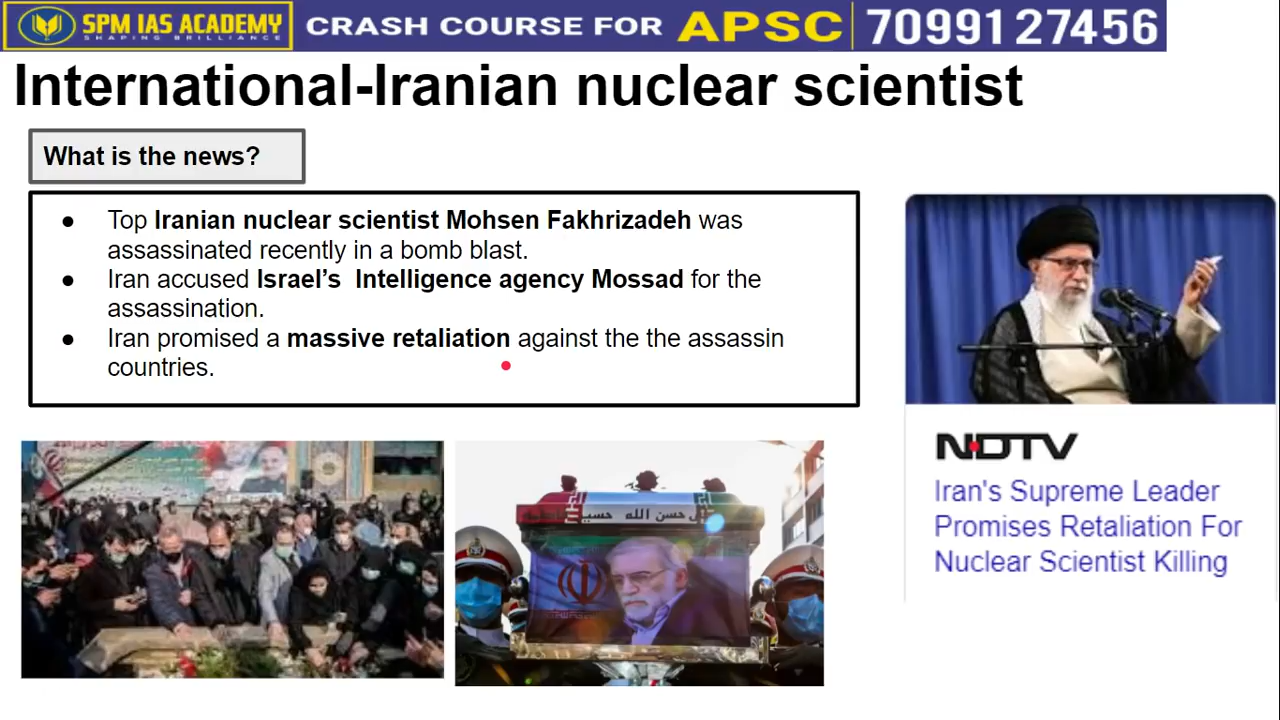 SPM IAS ACADEMY
SHAPING BRILLIANCE
CRASH COURSE FOR APSC 70991 27456
International-Iranian nuclear scientist
What is the news?
● Top Iranian nuclear scientist Mohsen Fakhrizadeh was
assassinated recently in a bomb blast.
● Iran accused Israel’s Intelligence agency Mossad for the
assassination.
● Iran promised a massive retaliation against the the assassin
countries.
NDTV
Iran's Supreme Leader
Promises Retaliation For
Nuclear Scientist Killing